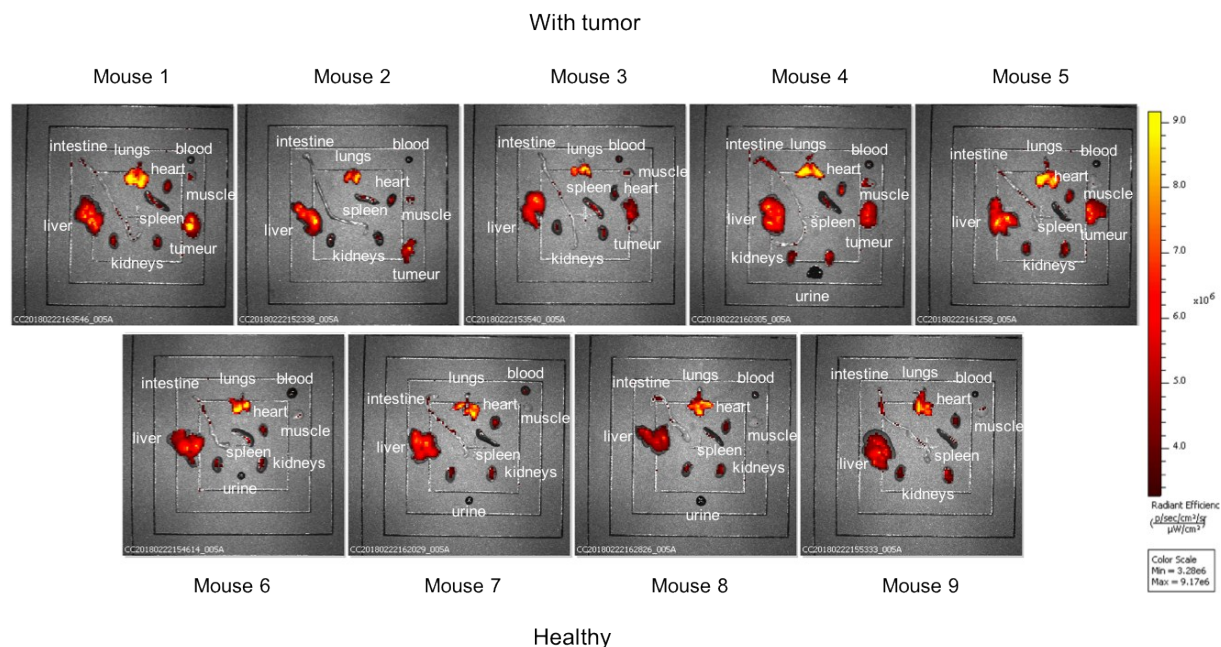 With tumor
Mouse 1
Mouse 2
Mouse 3
Mouse 4
Mouse 5
intestine
lungs
blood
heart
muscle
spleen
liver
tumeur
kidneys
CC20180222163546_005A
intestine
blood
lungs
heart
spleen
muscle
liver
kidneys
tumeur
CC20180222152338_005A
intestine
blood
lungs
muscle
spleen
heart
liver
tumeur
kidneys
CC20180222153540_005A
intestine
lungs
blood
heart
muscle
spleen
liver
tumeur
kidneys
urine
CC20180222160305_005A
intestine
lungs
blood
heart
muscle
liver
spleen
tumeur
kidneys
CC20180222161258_005A
9.0
8.0
7.0
x10⁶
6.0
5.0
4.0
Radiant Efficienc
(p/sec/cm²/sr
µW/cm²)
Color Scale
Min = 3.28e6
Max = 9.17e6
intestine
lungs
blood
heart
muscle
liver
spleen
kidneys
urine
CC20180222154614_005A
lungs
blood
intestine
heart
muscle
liver
spleen
kidneys
urine
CC20180222162029_005A
lungs
blood
intestine
heart
muscle
liver
spleen
kidneys
urine
CC20180222162826_005A
intestine
lungs
blood
heart
muscle
liver
spleen
kidneys
CC20180222155333_005A
Mouse 6
Mouse 7
Mouse 8
Mouse 9
Healthy